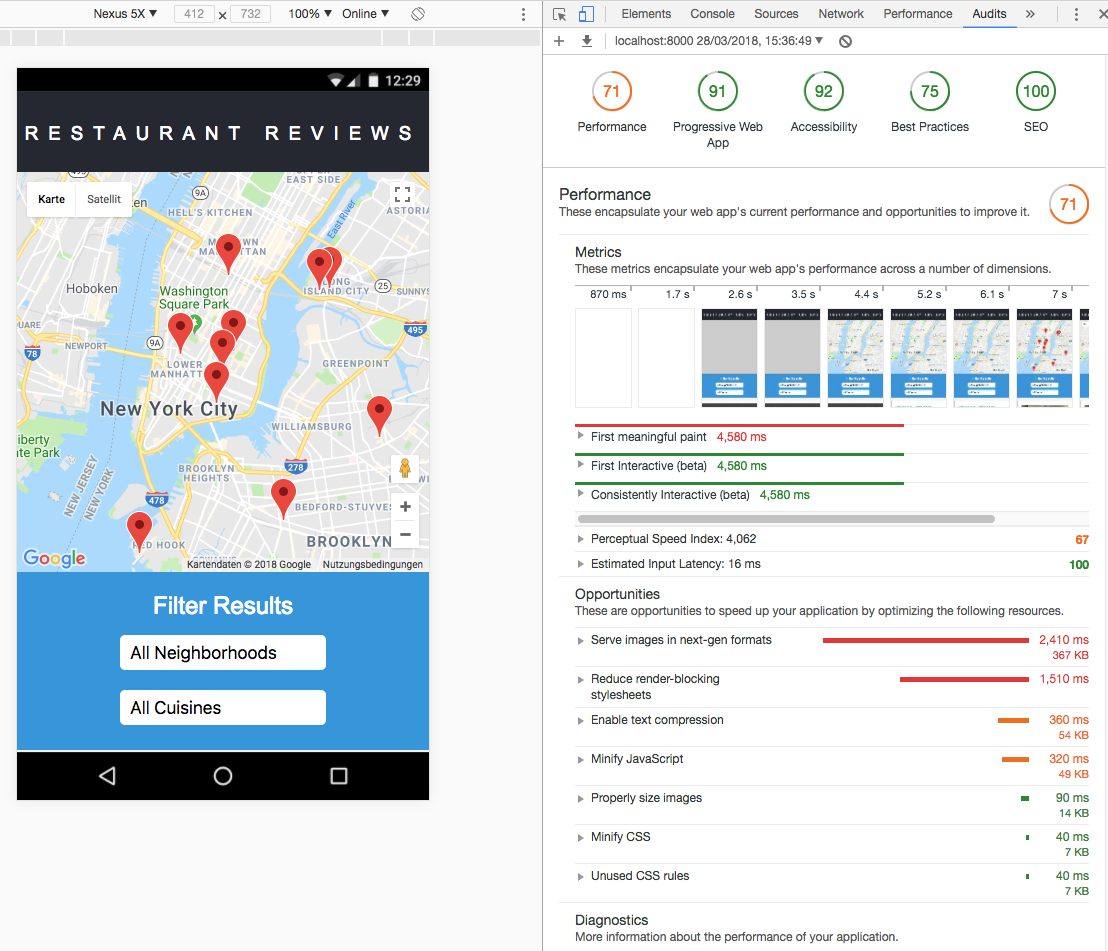 Nexus 5X ▼ 412 x 732 100% ▼ Online ▼
12:29
RESTAURANT REVIEWS
Karte Satellit
495
9A
EAST SIDE
ASTORIA
HELL'S KITCHEN
East River
MANHATTAN
LONG
ISLAND CITY
25
SUNNYS
Hoboken
Washington
Square Park
495
NEWPORT
9A
78
LOWER
MANHATT
GREENPOINT
New York City
WILLIAMSBURG
iberty
te Park
278
BROOKLYN
HEIGHTS
NEW JERSEY
NEW YORK
478
BEDFORD-STUYVES
RED HOOK
BROOKLYN
Google
Kartendaten © 2018 Google Nutzungsbedingungen
Filter Results
All Neighborhoods
All Cuisines
Elements Console Sources Network Performance Audits »
localhost:8000 28/03/2018, 15:36:49 ▼
71 91 92 75 100
Performance Progressive Web App Accessibility Best Practices SEO
Performance
These encapsulate your web app's current performance and opportunities to improve it.
71
Metrics
These metrics encapsulate your web app's performance across a number of dimensions.
870 ms 1.7 s 2.6 s 3.5 s 4.4 s 5.2 s 6.1 s 7 s
First meaningful paint 4,580 ms
First Interactive (beta) 4,580 ms
Consistently Interactive (beta) 4,580 ms
Perceptual Speed Index: 4,062 67
Estimated Input Latency: 16 ms 100
Opportunities
These are opportunities to speed up your application by optimizing the following resources.
Serve images in next-gen formats 2,410 ms
367 KB
Reduce render-blocking 1,510 ms
stylesheets
Enable text compression 360 ms
54 KB
Minify JavaScript 320 ms
49 KB
Properly size images 90 ms
14 KB
Minify CSS 40 ms
7 KB
Unused CSS rules 40 ms
7 KB
Diagnostics
More information about the performance of your application.